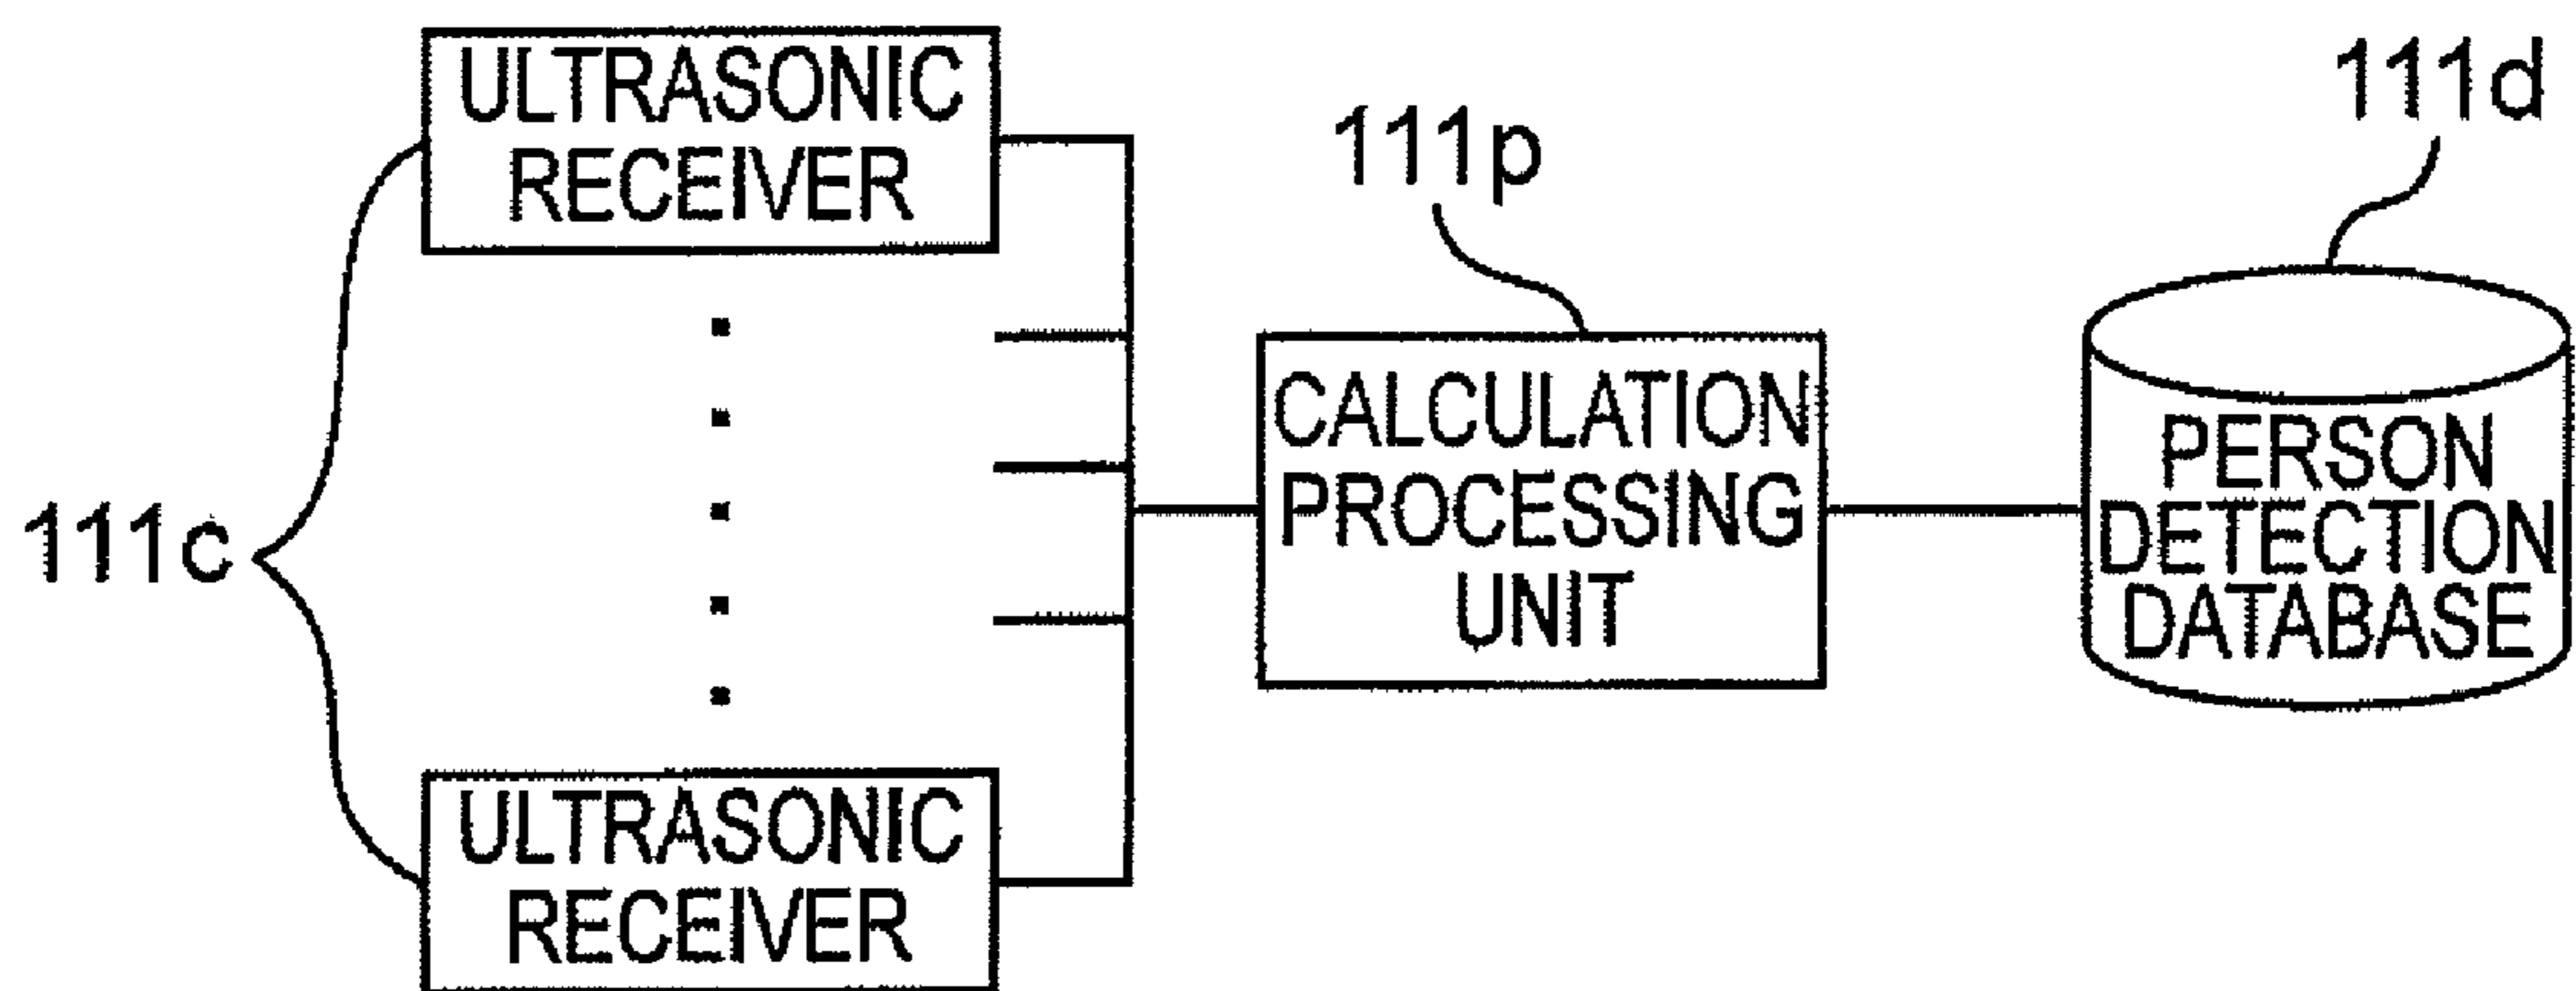 111d
ULTRASONIC
RECEIVER
111p
CALCULATION
PROCESSING
UNIT
PERSON
DETECTION
DATABASE
111c
ULTRASONIC
RECEIVER